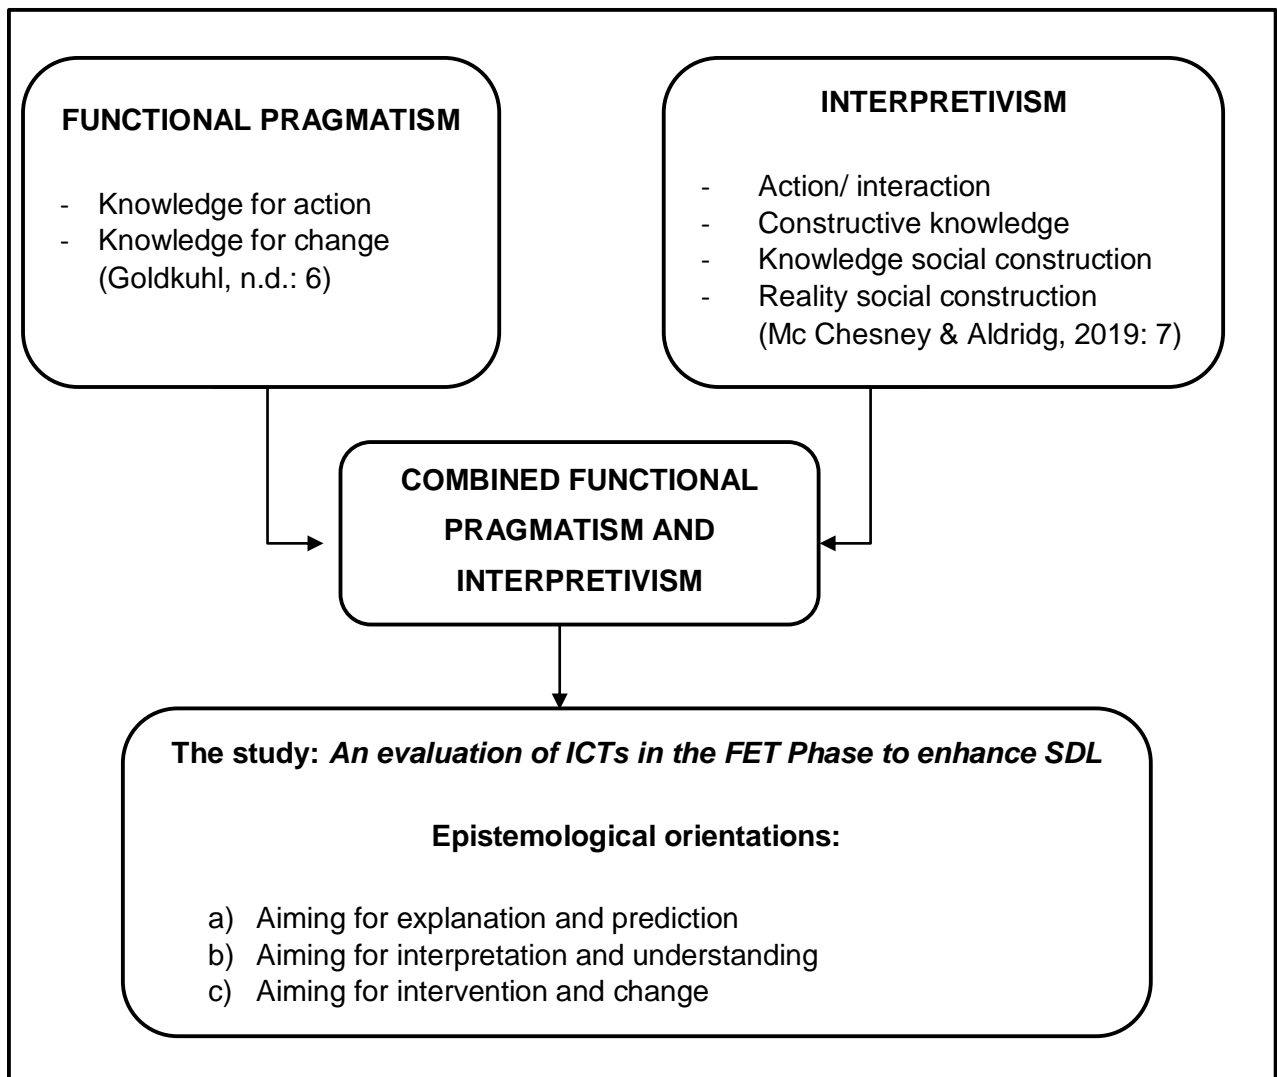 FUNCTIONAL PRAGMATISM
- Knowledge for action
- Knowledge for change
(Goldkuhl, n.d.: 6)
INTERPRETIVISM
- Action/ interaction
- Constructive knowledge
- Knowledge social construction
- Reality social construction
(Mc Chesney & Aldridg, 2019: 7)
COMBINED FUNCTIONAL
PRAGMATISM AND
INTERPRETIVISM
The study: An evaluation of ICTs in the FET Phase to enhance SDL
Epistemological orientations:
a) Aiming for explanation and prediction
b) Aiming for interpretation and understanding
c) Aiming for intervention and change